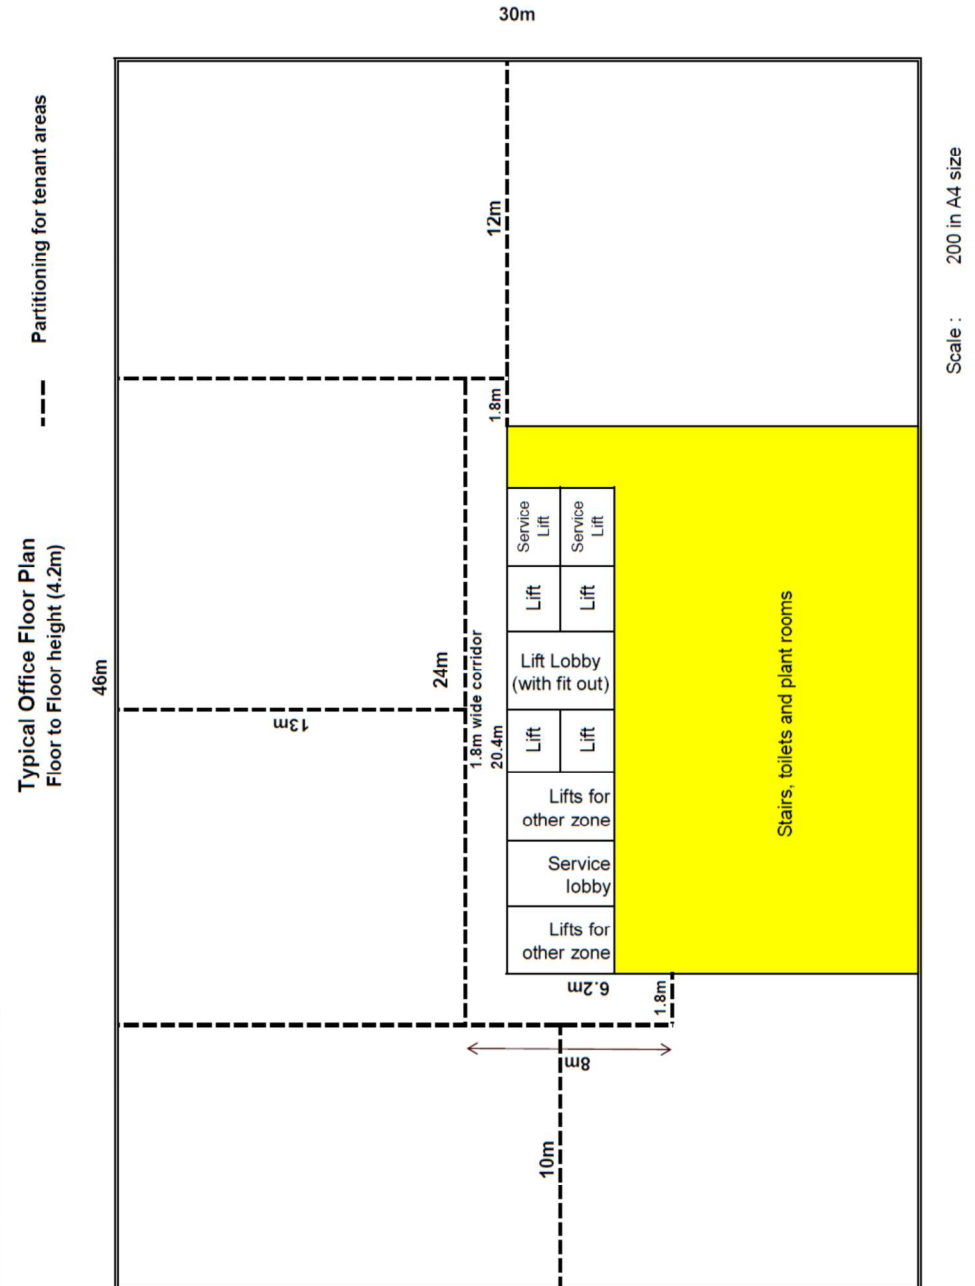 30m
Typical Office Floor Plan
Floor to Floor height (4.2m)
Partitioning for tenant areas
46m
12m
1.8m
24m
1.8m wide corridor
20.4m
13m
Service
Lift
Service
Lift
Lift
Lift
Lift Lobby
(with fit out)
Lift
Lift
Lifts for
other zone
Service
lobby
Lifts for
other zone
Stairs, toilets and plant rooms
6.2m
1.8m
8m
10m
Scale : 200 in A4 size